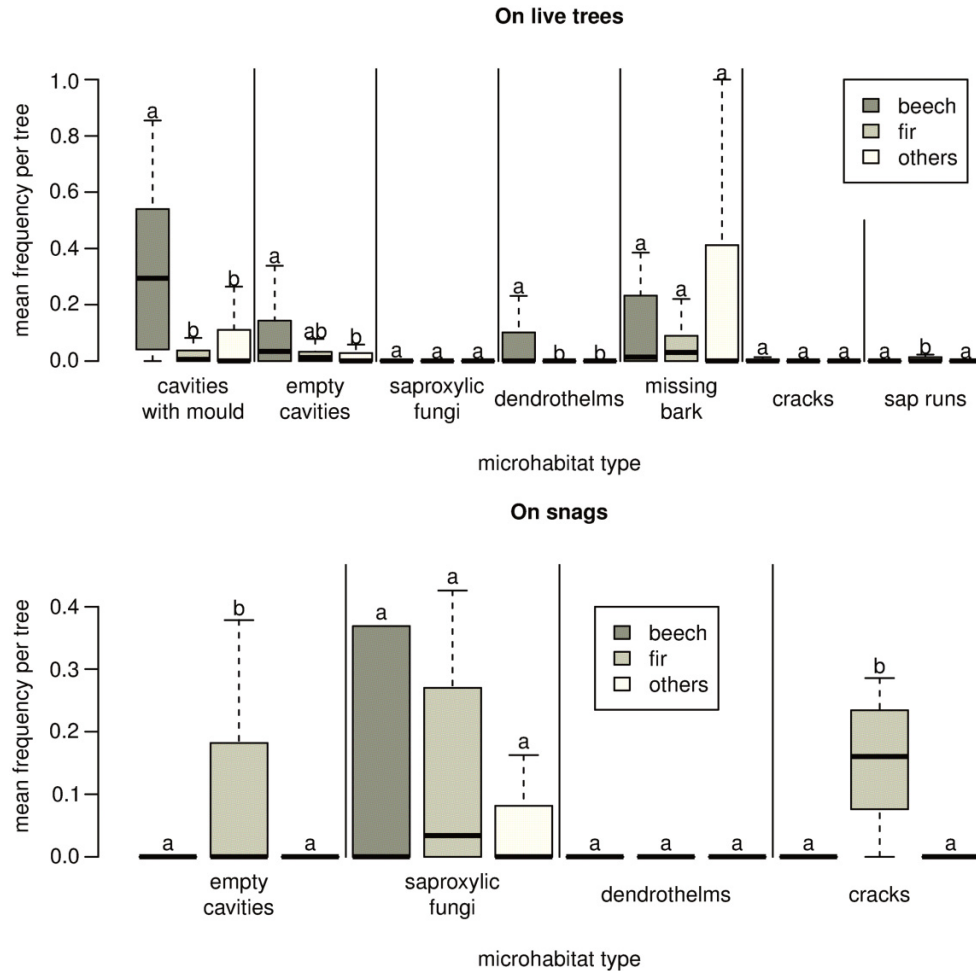 On live trees
mean frequency per tree
1.0
0.8
0.6
0.4
0.2
0.0
a
b
b
a
ab
b
a
a
a
a
b
b
a
a
a
a
a
a
a
b
a
beech
fir
others
cavities
with mould
empty
cavities
saproxylic
fungi
dendrothelms
missing
bark
cracks
sap runs
microhabitat type
On snags
mean frequency per tree
0.4
0.3
0.2
0.1
0.0
a
b
a
a
a
a
a
a
a
a
b
a
beech
fir
others
empty
cavities
saproxylic
fungi
dendrothelms
cracks
microhabitat type